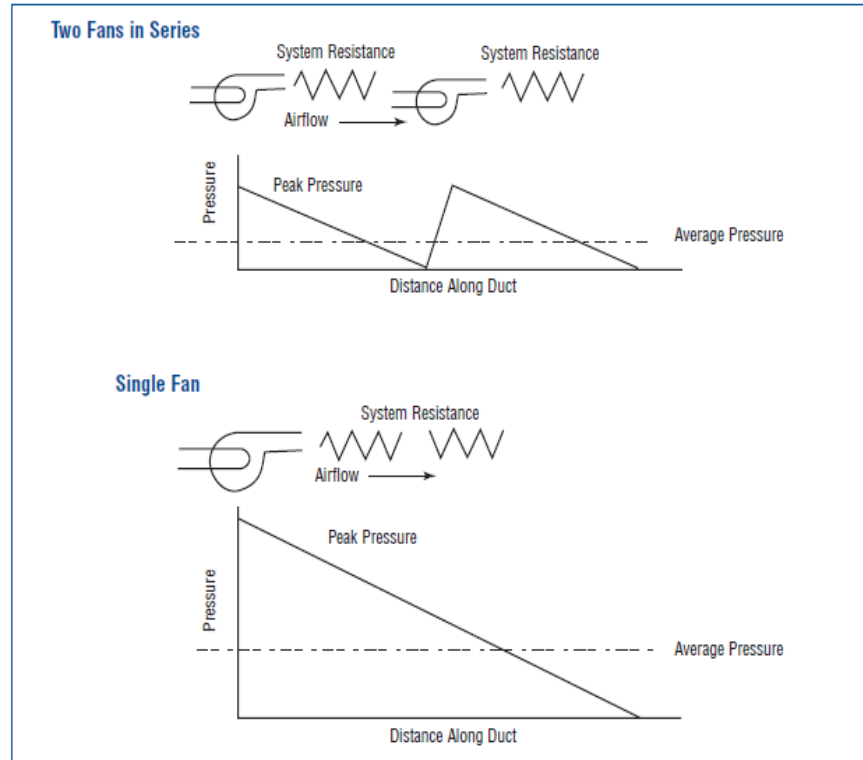 Two Fans in Series
System Resistance
System Resistance
Airflow
Pressure
Peak Pressure
Average Pressure
Distance Along Duct
Single Fan
System Resistance
Airflow
Pressure
Peak Pressure
Average Pressure
Distance Along Duct